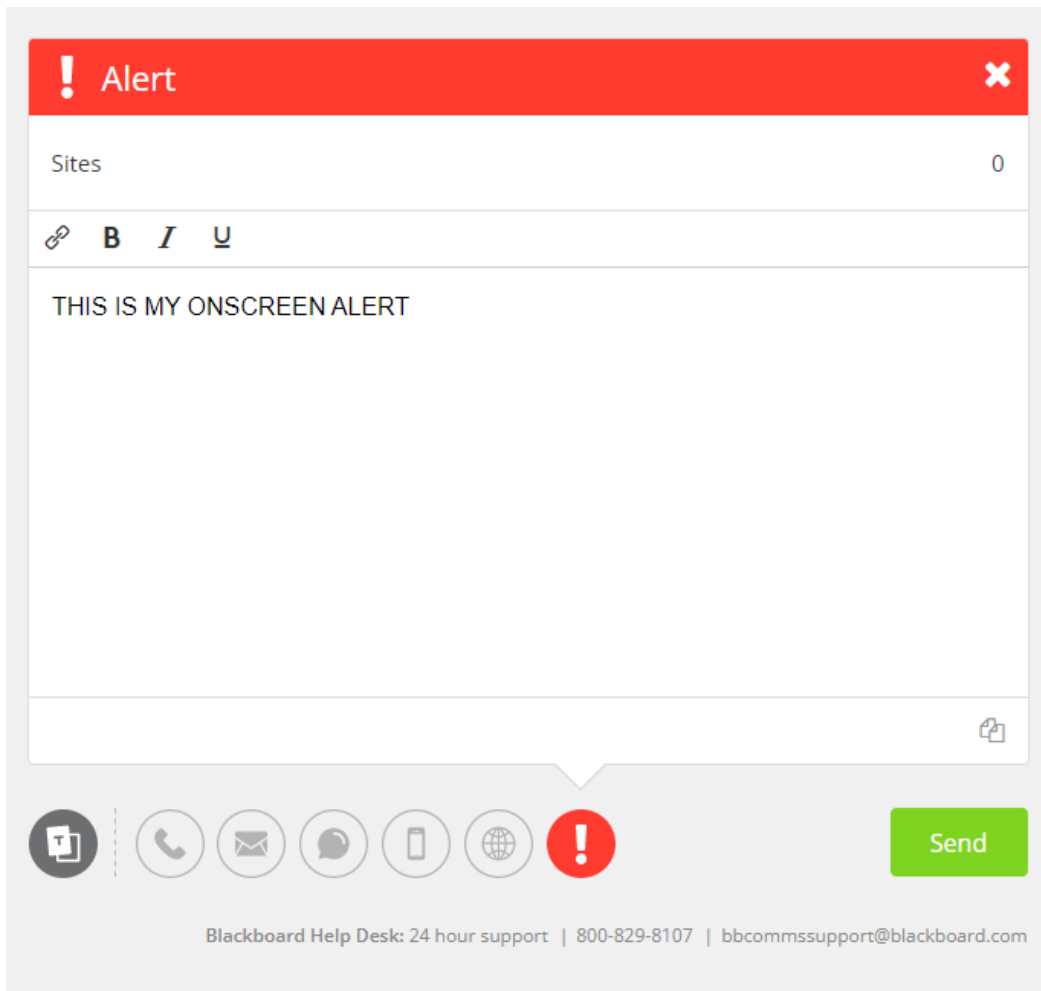 Alert
Sites 0
B I U
THIS IS MY ONSCREEN ALERT
T
Send
Blackboard Help Desk: 24 hour support | 800-829-8107 | bbcommssupport@blackboard.com